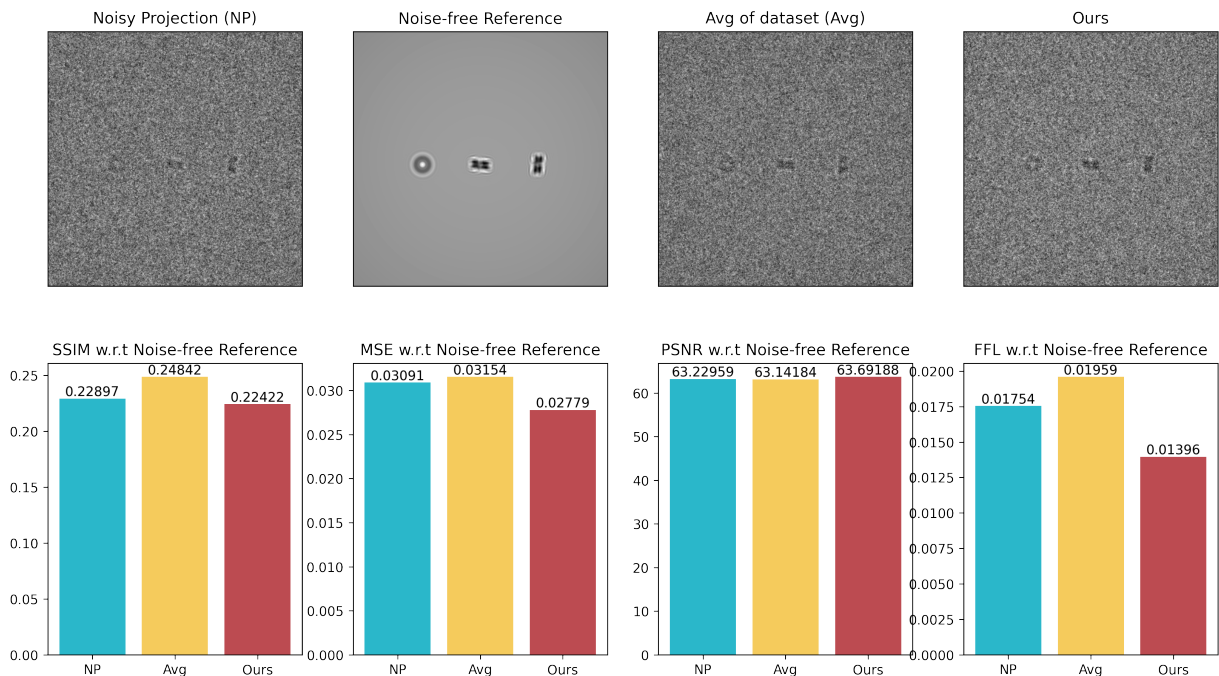 Noisy Projection (NP)
Noise-free Reference
Avg of dataset (Avg)
Ours
SSIM w.r.t Noise-free Reference
0.25
0.20
0.15
0.10
0.05
0.00
0.22897
0.24842
0.22422
NP
Avg
Ours
MSE w.r.t Noise-free Reference
0.030
0.025
0.020
0.015
0.010
0.005
0.000
0.03091
0.03154
0.02779
NP
Avg
Ours
PSNR w.r.t Noise-free Reference
60
50
40
30
20
10
0
63.22959
63.14184
63.69188
NP
Avg
Ours
FFL w.r.t Noise-free Reference
0.0200
0.0175
0.0150
0.0125
0.0100
0.0075
0.0050
0.0025
0.0000
0.01754
0.01959
0.01396
NP
Avg
Ours